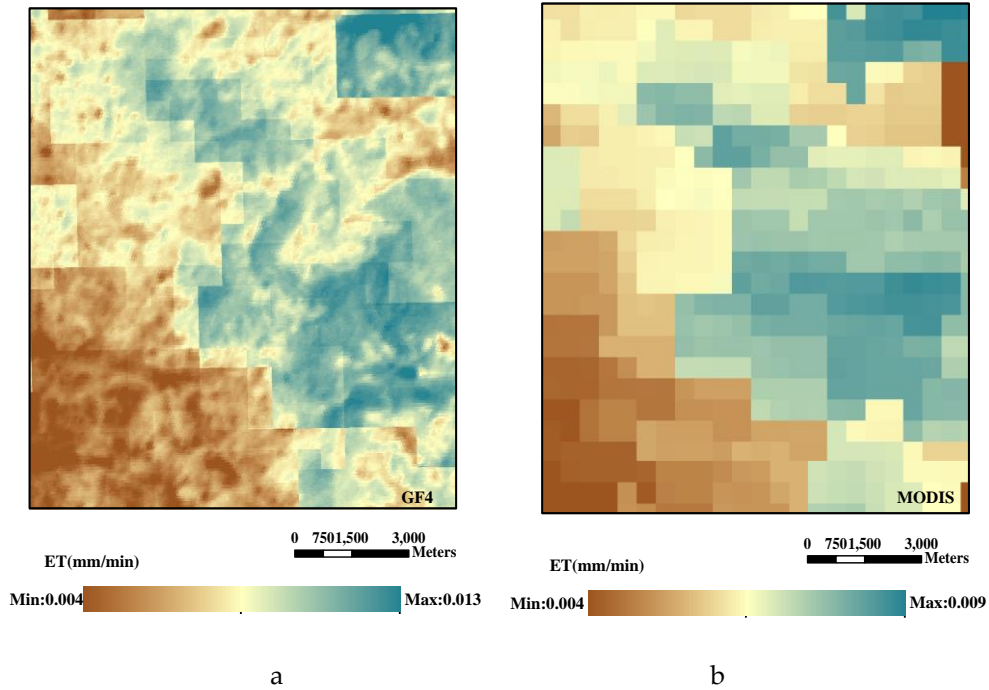 GF4
MODIS
0 7501,500 3,000
Meters
ET(mm/min)
Min:0.004 Max:0.013
0 7501,500 3,000
Meters
ET(mm/min)
Min:0.004 Max:0.009
a
b